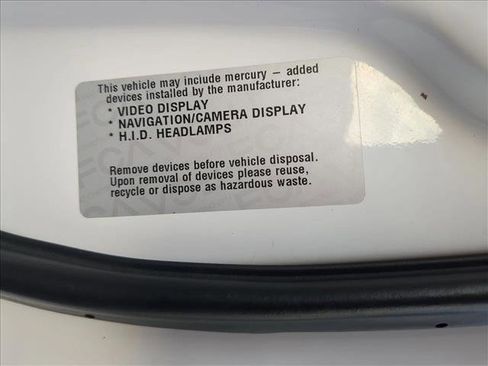 This vehicle may include mercury – added
devices installed by the manufacturer:
* VIDEO DISPLAY
* NAVIGATION/CAMERA DISPLAY
* H.I.D. HEADLAMPS
Remove devices before vehicle disposal.
Upon removal of devices please reuse,
recycle or dispose as hazardous waste.